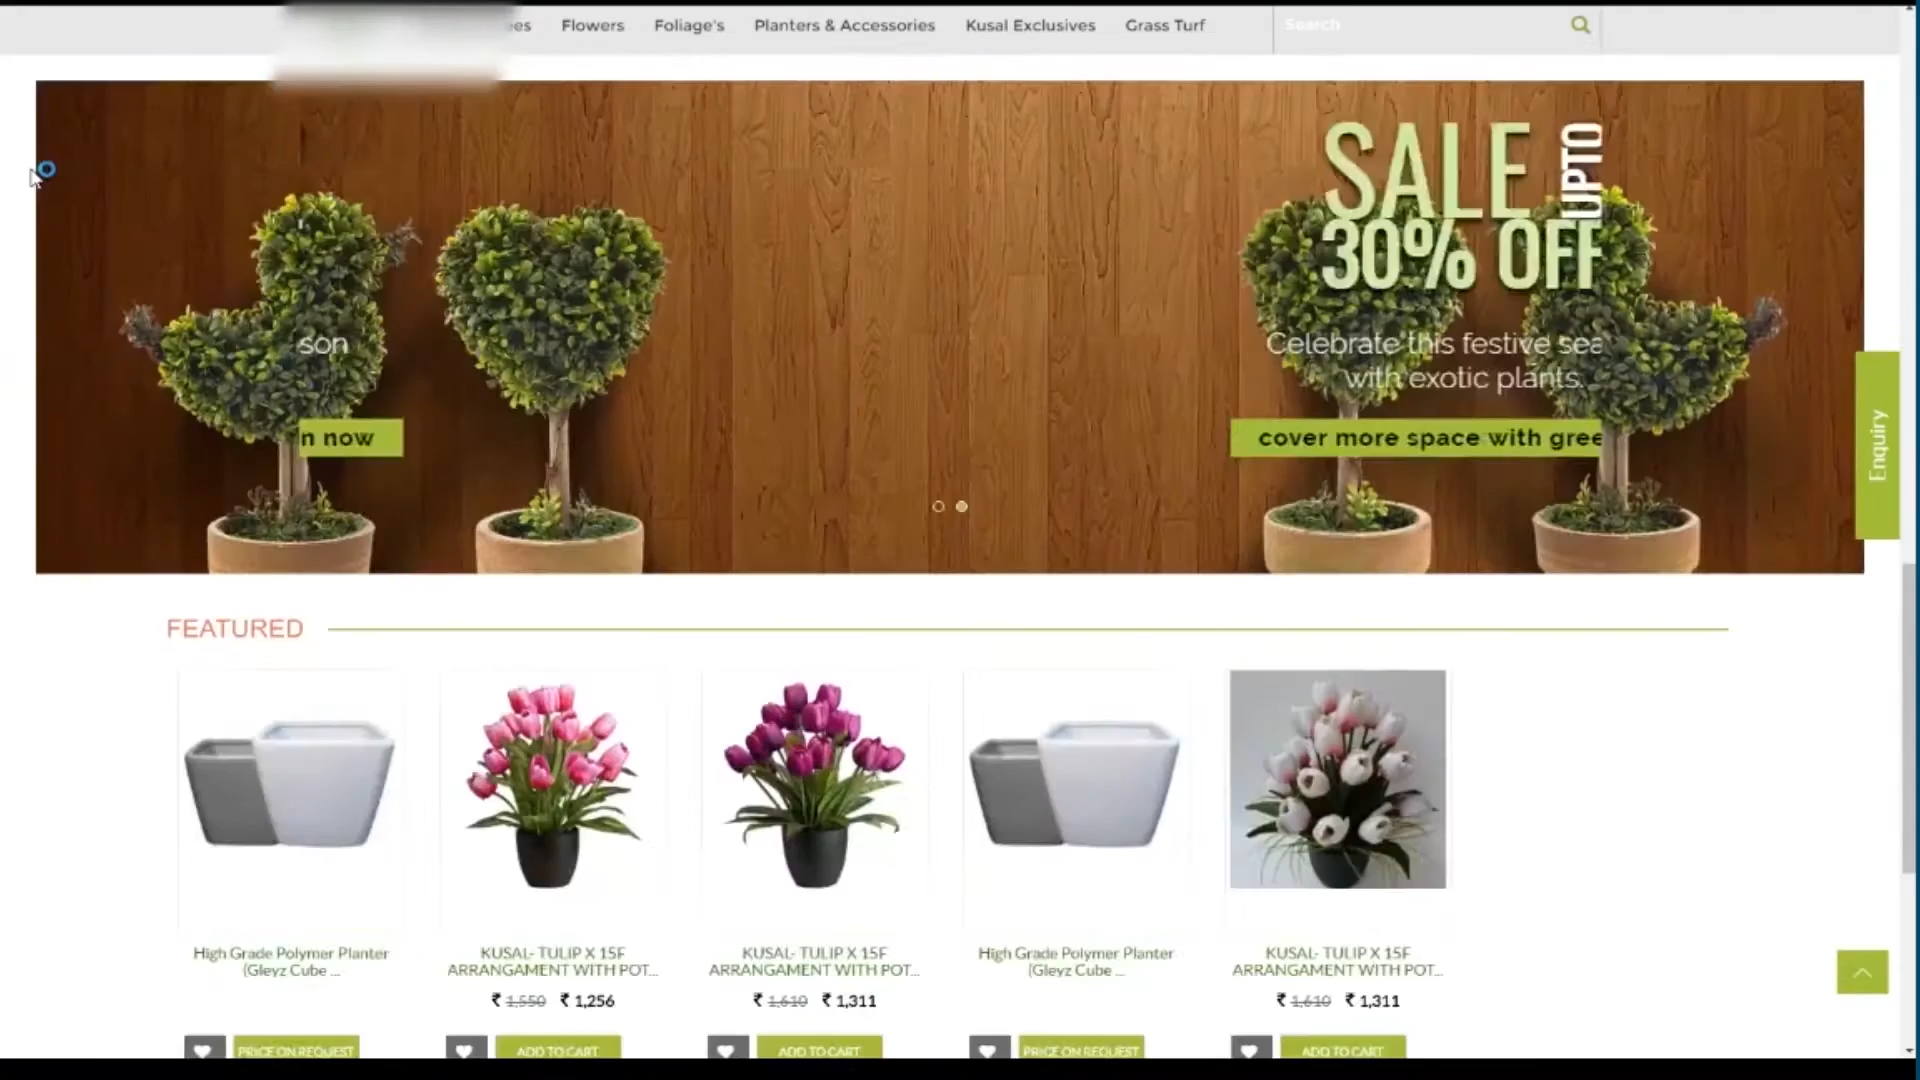 ees Flowers Foliage's Planters & Accessories Kusal Exclusives Grass Turf Search
SALE UPTO
30% OFF
son
Celebrate this festive sea
with exotic plants.
n now
cover more space with gree
Enquiry
FEATURED
High Grade Polymer Planter
(Gleyz Cube ...
KUSAL- TULIP X 15F
ARRANGAMENT WITH POT...
₹ 1,550 ₹ 1,256
KUSAL- TULIP X 15F
ARRANGAMENT WITH POT...
₹ 1,610 ₹ 1,311
High Grade Polymer Planter
(Gleyz Cube ...
KUSAL- TULIP X 15F
ARRANGAMENT WITH POT...
₹ 1,610 ₹ 1,311
PRICE ON REQUEST
ADD TO CART
ADD TO CART
PRICE ON REQUEST
ADD TO CART